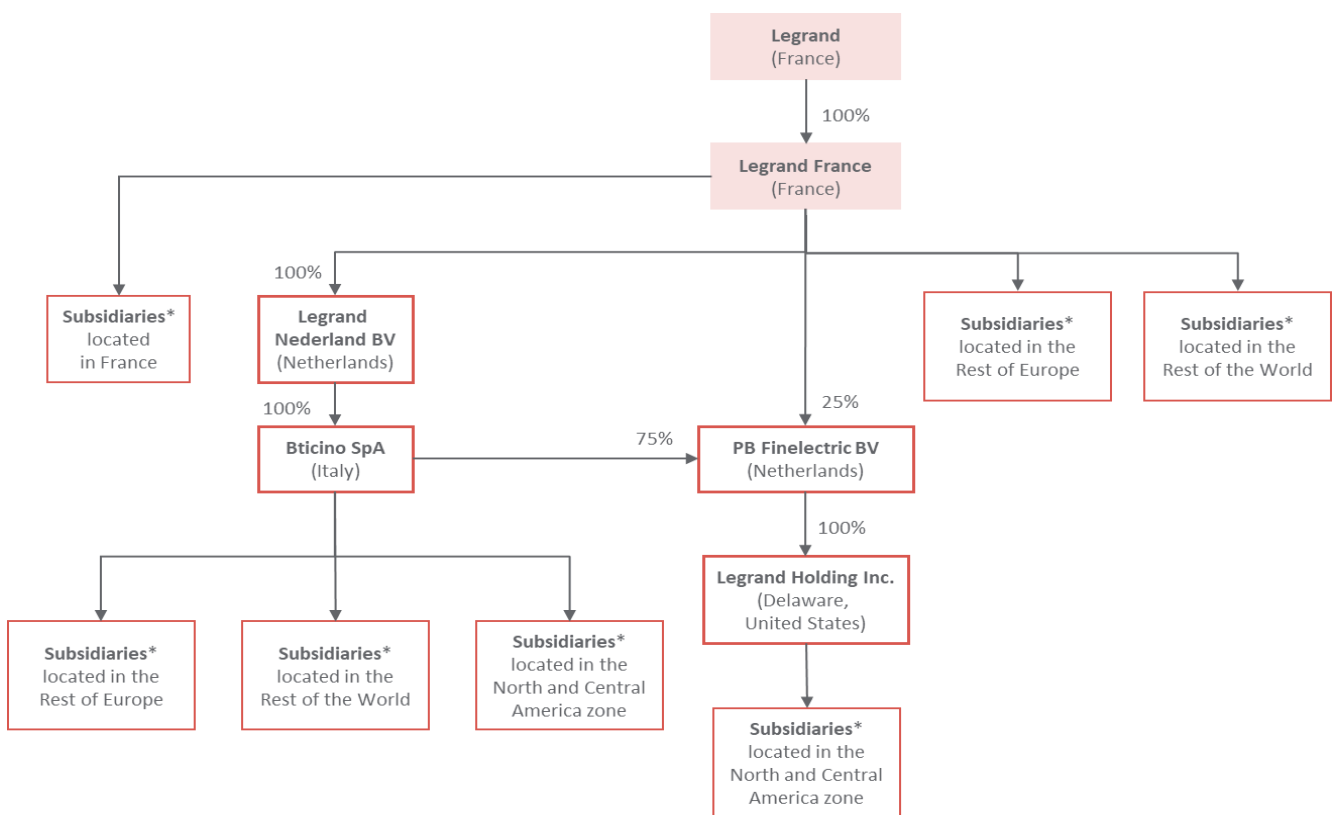 Legrand
(France)
100%
Legrand France
(France)
100%
Subsidiaries*
located
in France
Legrand
Nederland BV
(Netherlands)
Subsidiaries*
located in the
Rest of Europe
Subsidiaries*
located in the
Rest of the World
100%
25%
75%
Bticino SpA
(Italy)
PB Finelectric BV
(Netherlands)
100%
Legrand Holding Inc.
(Delaware,
United States)
Subsidiaries*
located in the
Rest of Europe
Subsidiaries*
located in the
Rest of the World
Subsidiaries*
located in the
North and Central
America zone
Subsidiaries*
located in the
North and Central
America zone